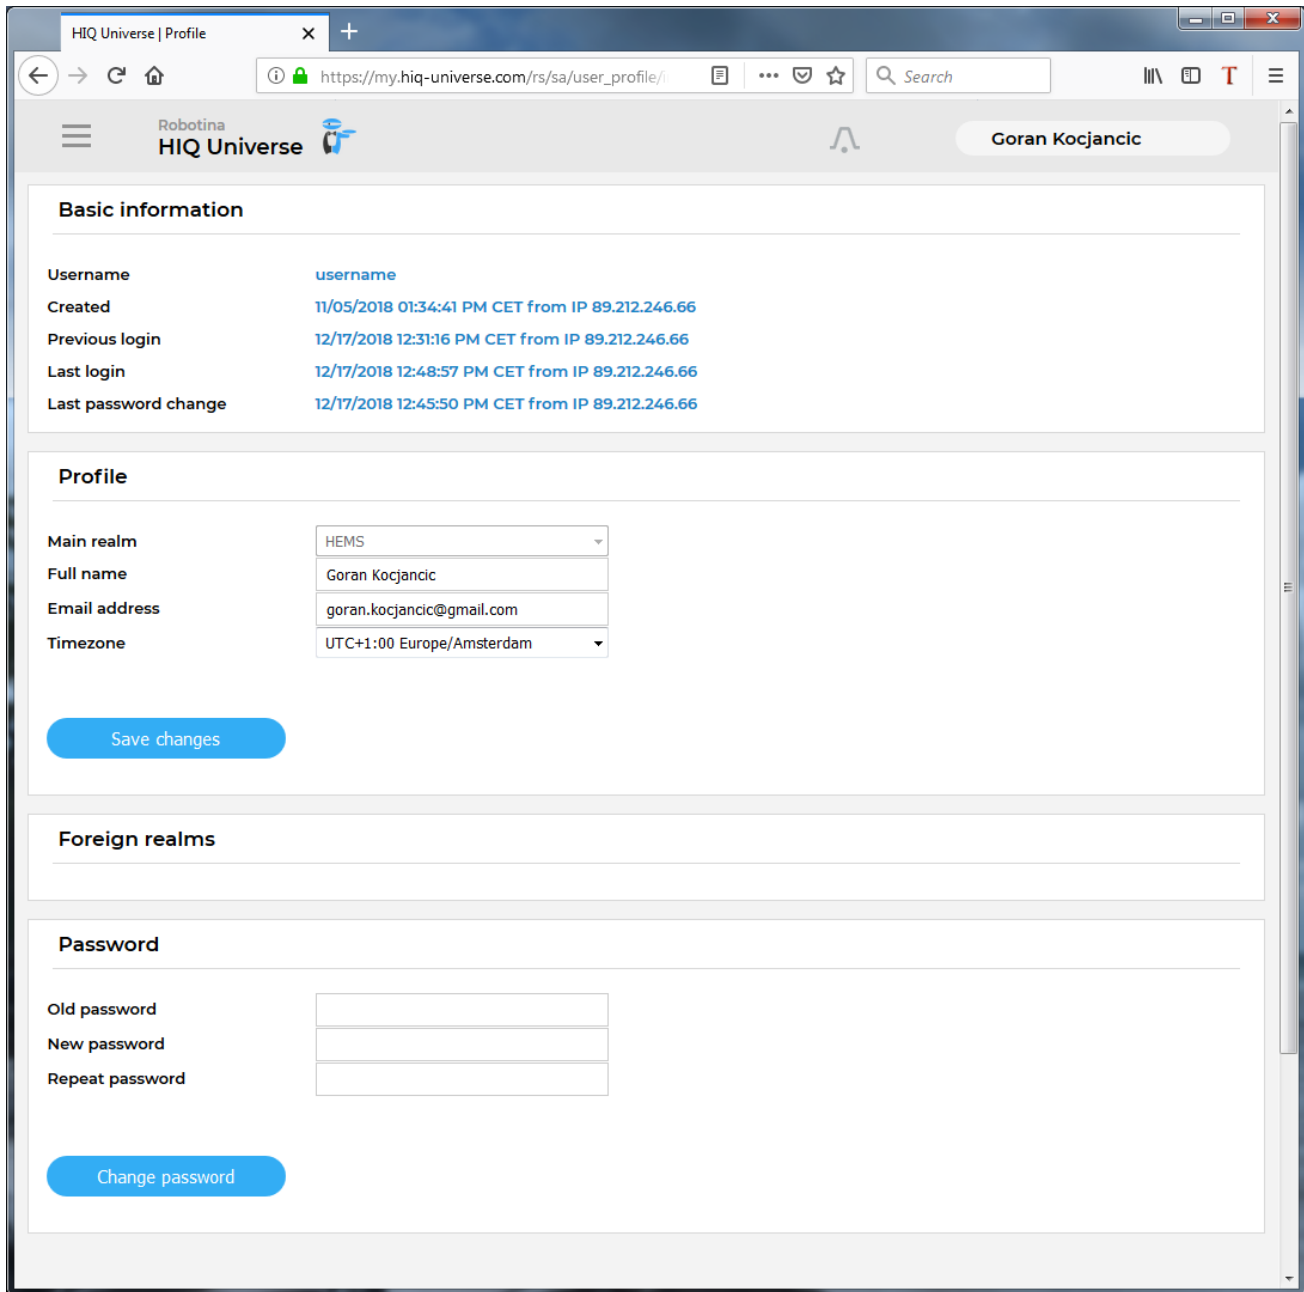 HIQ Universe | Profile
https://my.hiq-universe.com/rs/sa/user_profile/
Search
T
Robotina
HIQ Universe
Goran Kocjancic
Basic information
Username username
Created 11/05/2018 01:34:41 PM CET from IP 89.212.246.66
Previous login 12/17/2018 12:31:16 PM CET from IP 89.212.246.66
Last login 12/17/2018 12:48:57 PM CET from IP 89.212.246.66
Last password change 12/17/2018 12:45:50 PM CET from IP 89.212.246.66
Profile
Main realm HEMS
Full name Goran Kocjancic
Email address goran.kocjancic@gmail.com
Timezone UTC+1:00 Europe/Amsterdam
Save changes
Foreign realms
Password
Old password
New password
Repeat password
Change password